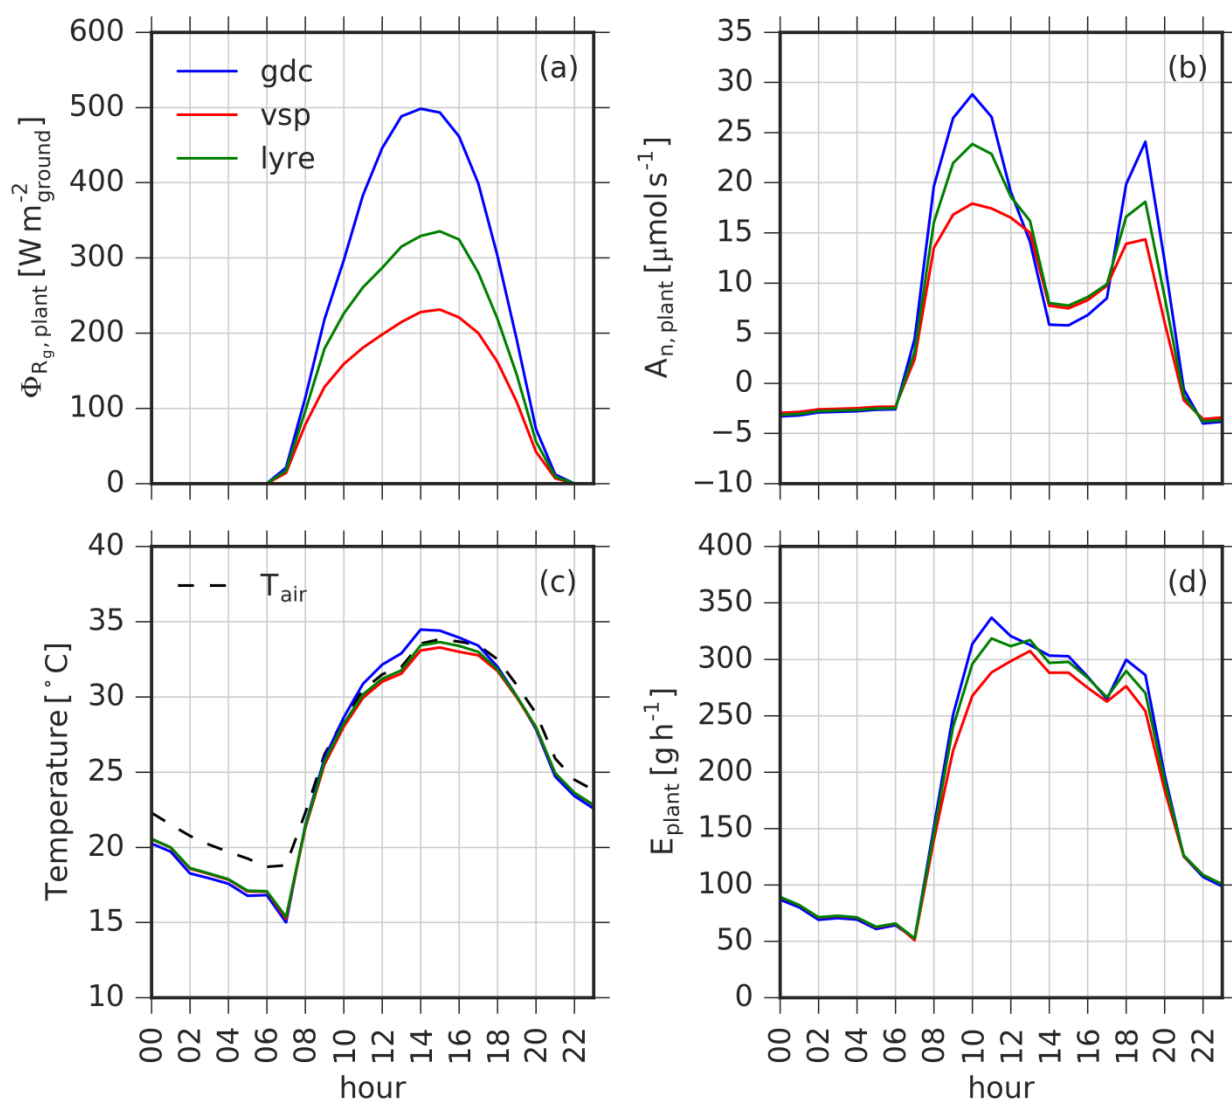 600
500
400
300
200
100
0
Φ_Rg, plant [W m⁻²ground]
gdc
vsp
lyre
(a)
35
30
25
20
15
10
5
0
−5
−10
A_n, plant [μmol s⁻¹]
(b)
40
35
30
25
20
15
10
Temperature [°C]
T_air
(c)
00 02 04 06 08 10 12 14 16 18 20 22
hour
400
350
300
250
200
150
100
50
0
E_plant [g h⁻¹]
(d)
00 02 04 06 08 10 12 14 16 18 20 22
hour